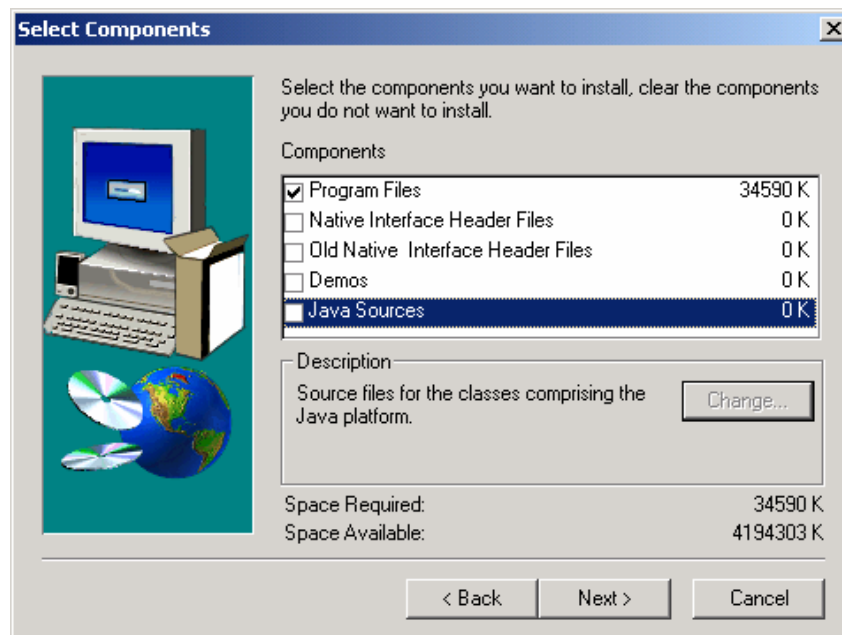 Select Components
Select the components you want to install, clear the components
you do not want to install.
Components
Program Files 34590 K
Native Interface Header Files 0 K
Old Native  Interface Header Files 0 K
Demos 0 K
Java Sources 0 K
Description
Source files for the classes comprising the
Java platform.
Change...
Space Required: 34590 K
Space Available: 4194303 K
< Back Next > Cancel